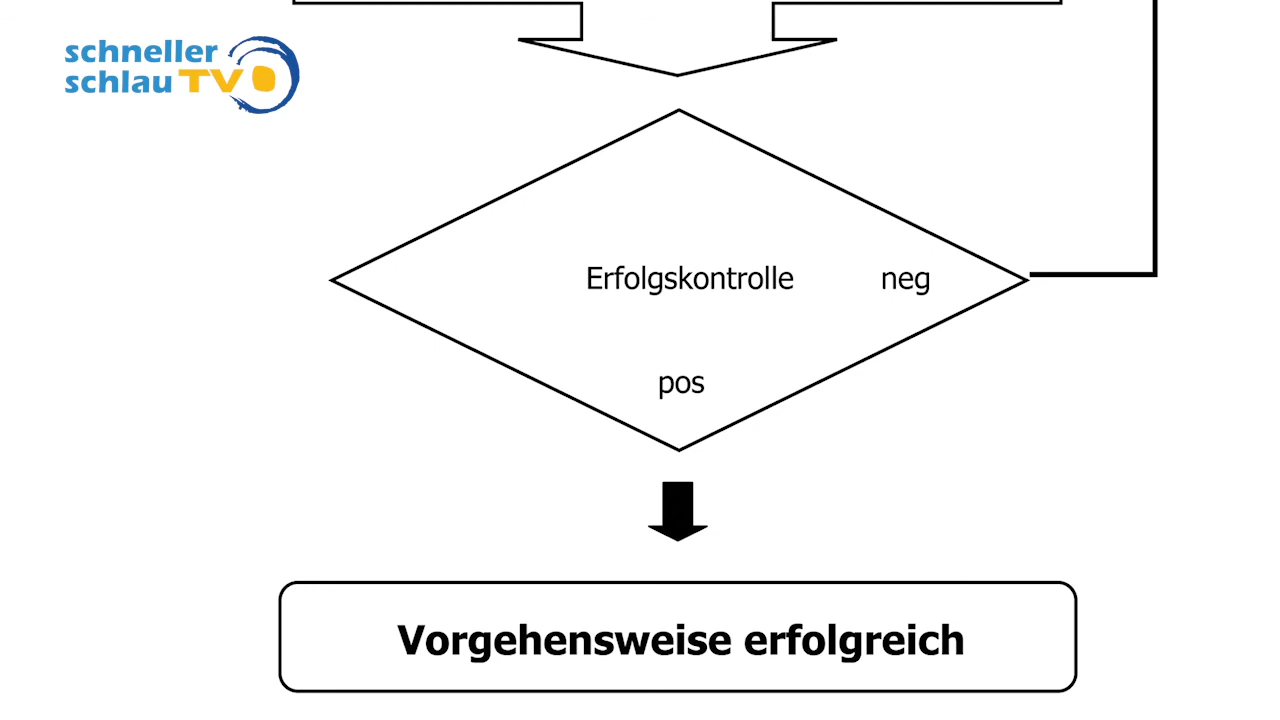 schneller
schlau TV
Erfolgskontrolle neg
pos
Vorgehensweise erfolgreich